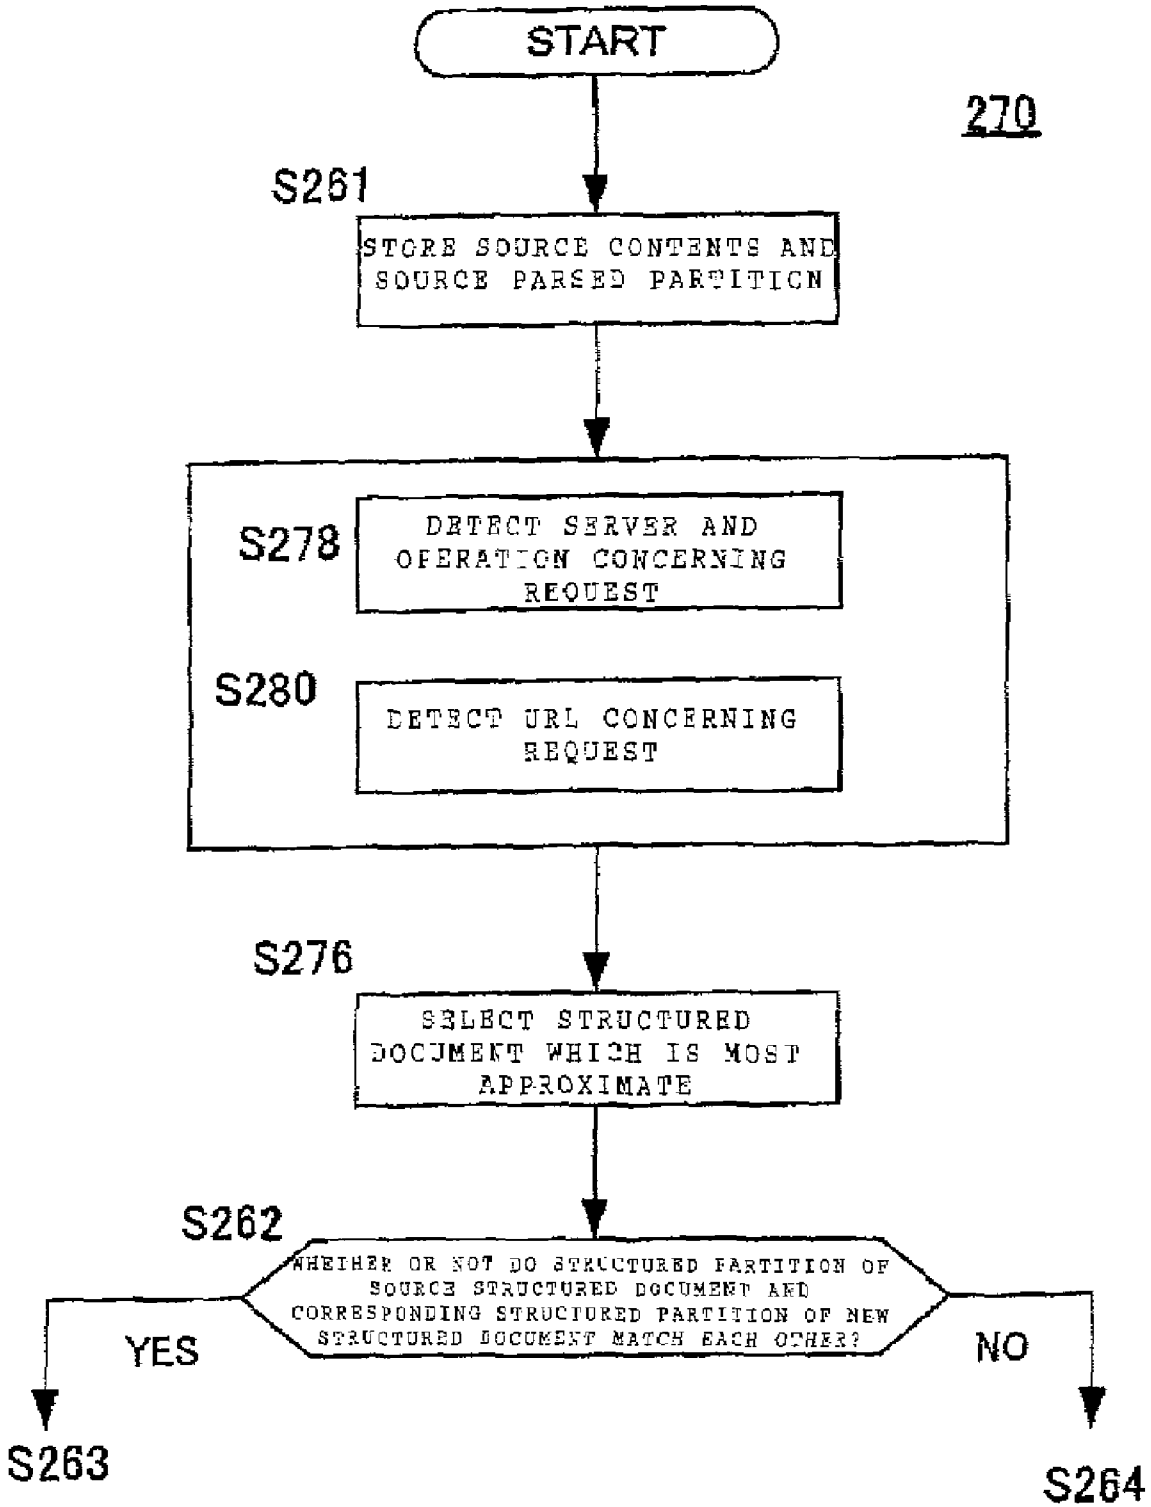 START
270
S261
STORE SOURCE CONTENTS AND
SOURCE PARSED PARTITION
S278
DETECT SERVER AND
OPERATION CONCERNING
REQUEST
S280
DETECT URL CONCERNING
REQUEST
S276
SELECT STRUCTURED
DOCUMENT WHICH IS MOST
APPROXIMATE
S262
WHETHER OR NOT DO STRUCTURED PARTITION OF
SOURCE STRUCTURED DOCUMENT AND
CORRESPONDING STRUCTURED PARTITION OF NEW
STRUCTURED DOCUMENT MATCH EACH OTHER?
YES
NO
S263
S264